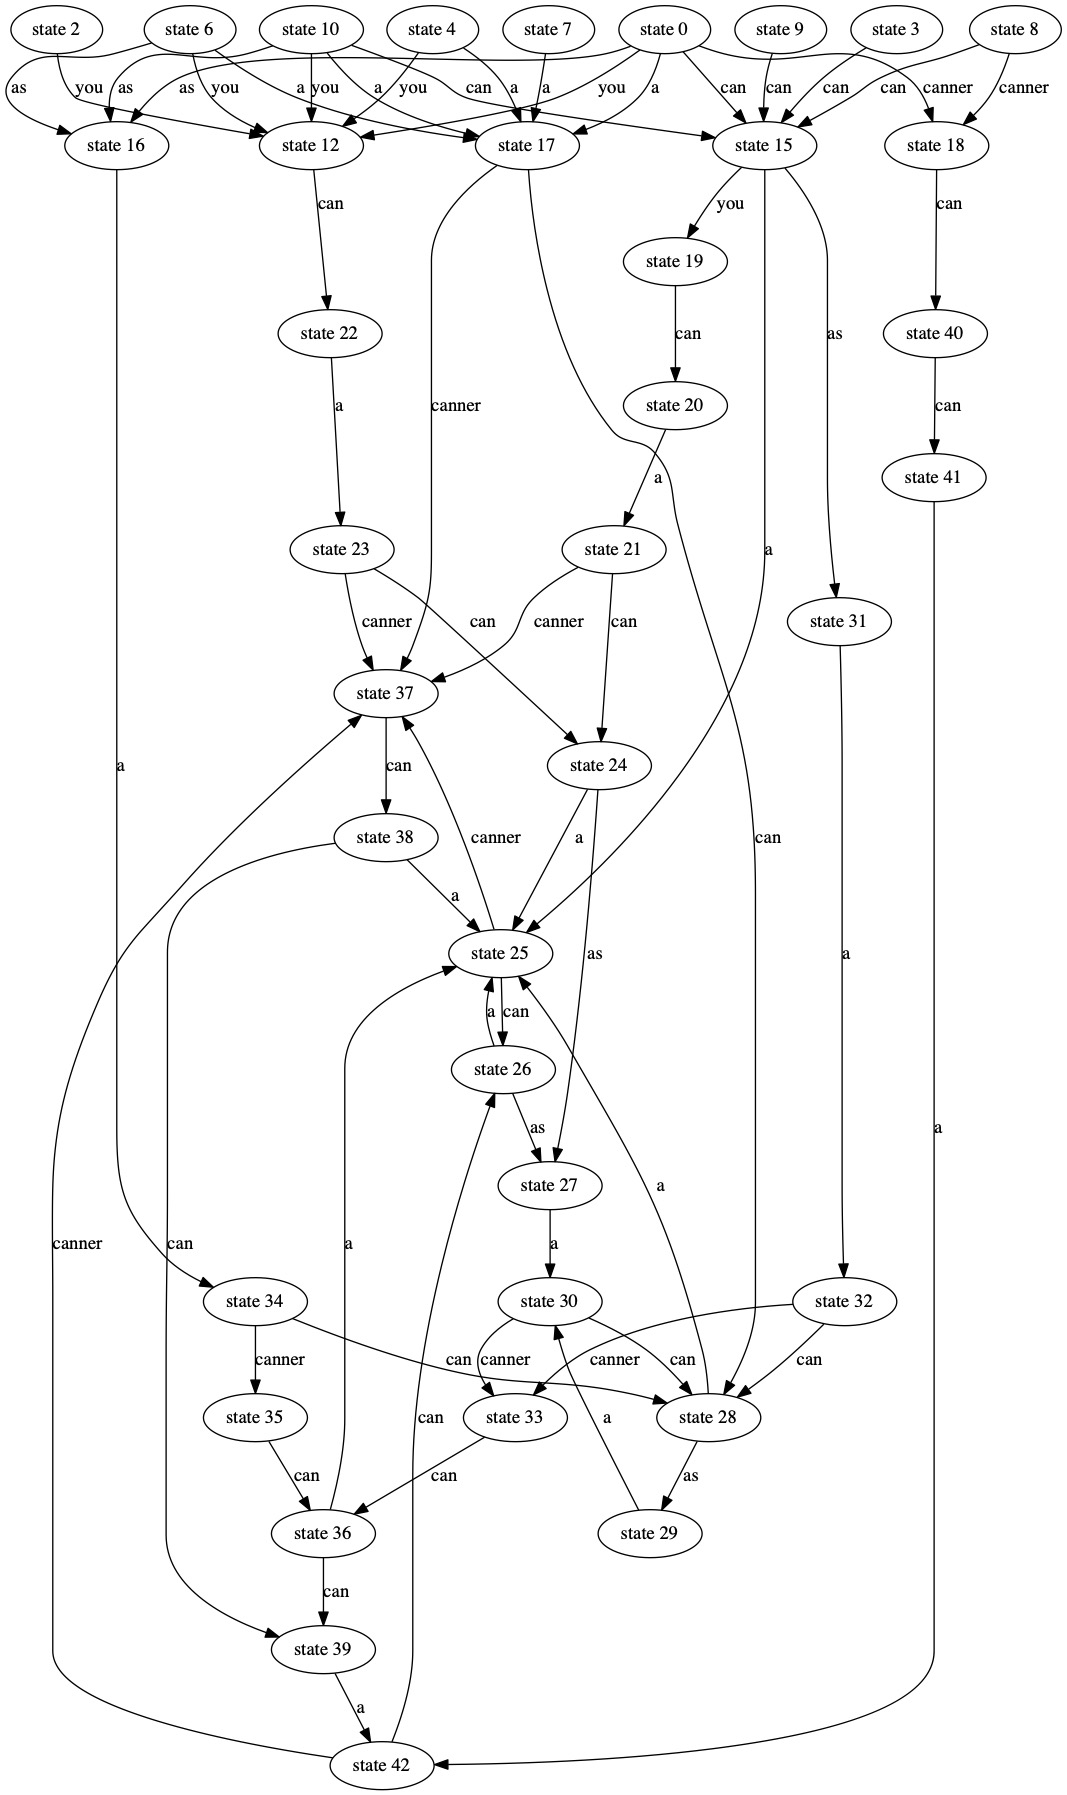 state 2 state 6 state 10 state 4 state 7 state 0 state 9 state 3 state 8
as you as you you a as a can you a a you a can can can can canner canner
state 16 state 12 state 17 state 15 state 18
can you can
state 19
state 22 can as state 40
a can
state 20
a state 41
state 23 state 21 a
canner can canner can state 31
canner
state 37
a can state 24
state 38 canner a can
a
state 25 as a
a can
state 26
as a
state 27 a
canner can a a
state 34 state 30 state 32
canner can canner can canner can
state 35 can state 33 state 28
can can a as
state 36 state 29
can
state 39
a
state 42